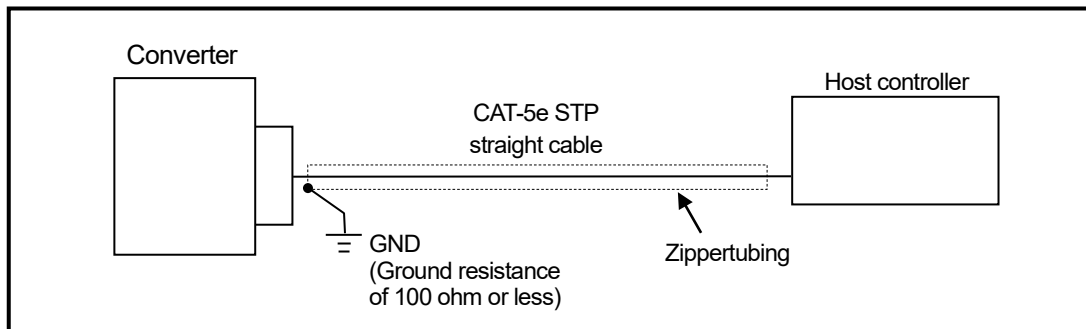 Converter
Host controller
CAT-5e STP
straight cable
GND
(Ground resistance
of 100 ohm or less)
Zippertubing